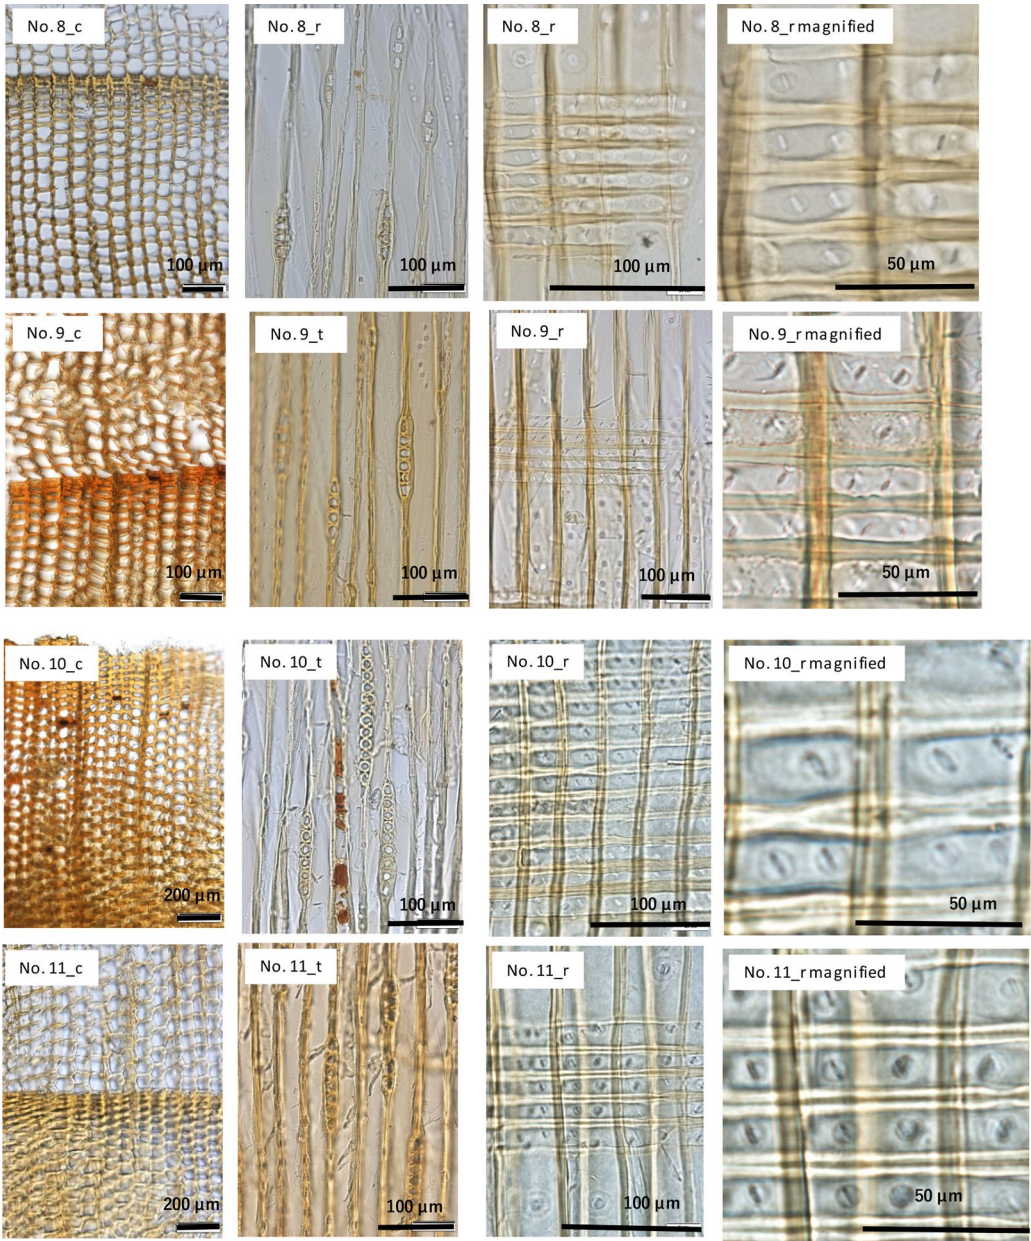 No. 8_c
No. 8_r
No. 8_r
No. 8_r magnified
100 µm
100 µm
100 µm
50 µm
No. 9_c
No. 9_t
No. 9_r
No. 9_r magnified
100 µm
100 µm
100 µm
50 µm
No. 10_c
No. 10_t
No. 10_r
No. 10_r magnified
200 µm
100 µm
100 µm
50 µm
No. 11_c
No. 11_t
No. 11_r
No. 11_r magnified
200 µm
100 µm
100 µm
50 µm